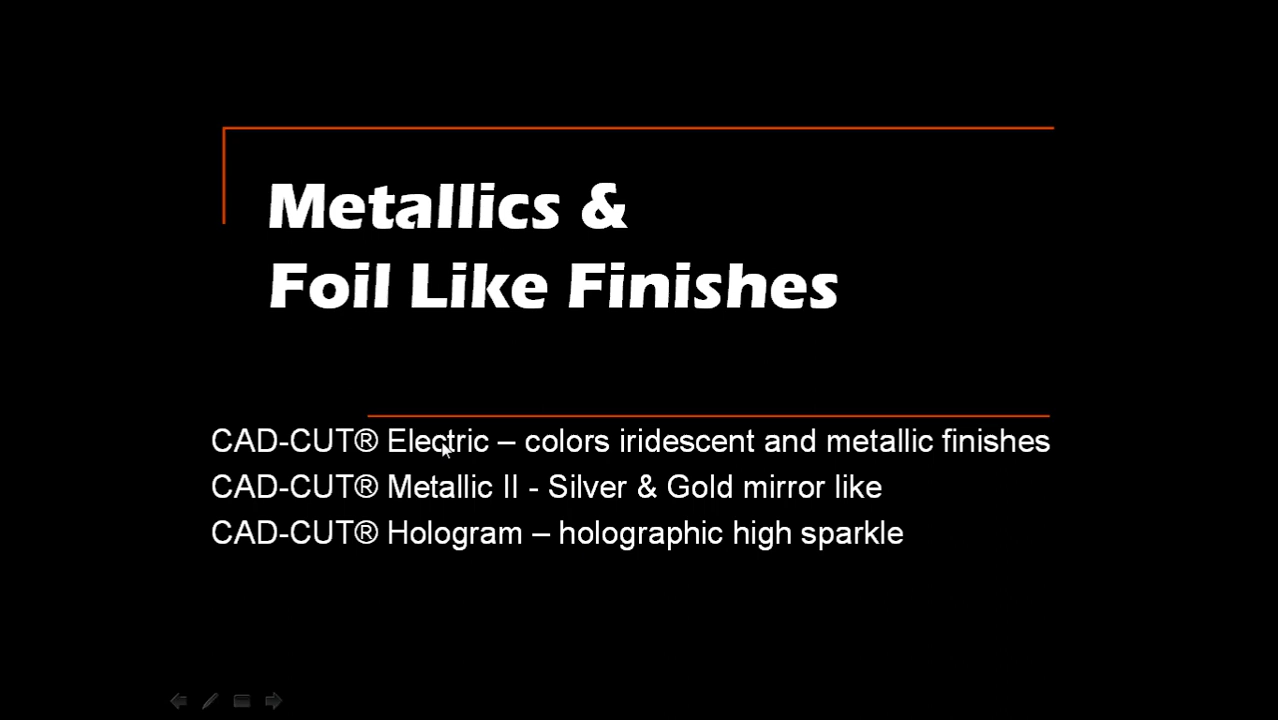 Metallics &
Foil Like Finishes
CAD-CUT® Electric – colors iridescent and metallic finishes
CAD-CUT® Metallic II - Silver & Gold mirror like
CAD-CUT® Hologram – holographic high sparkle